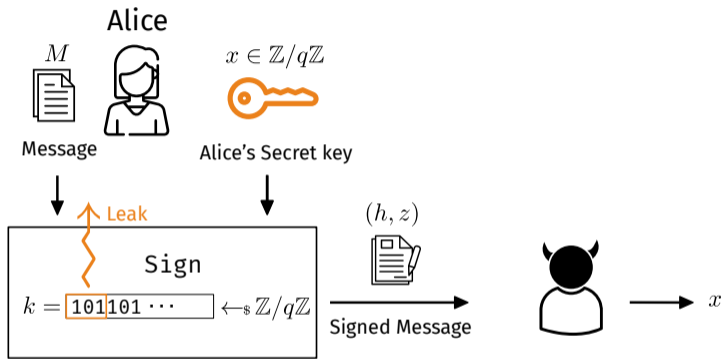 Alice
M
x ∈ ℤ/qℤ
Message
Alice's Secret key
Leak
(h, z)
Sign
k = 101101 ··· ←$ ℤ/qℤ
Signed Message
x